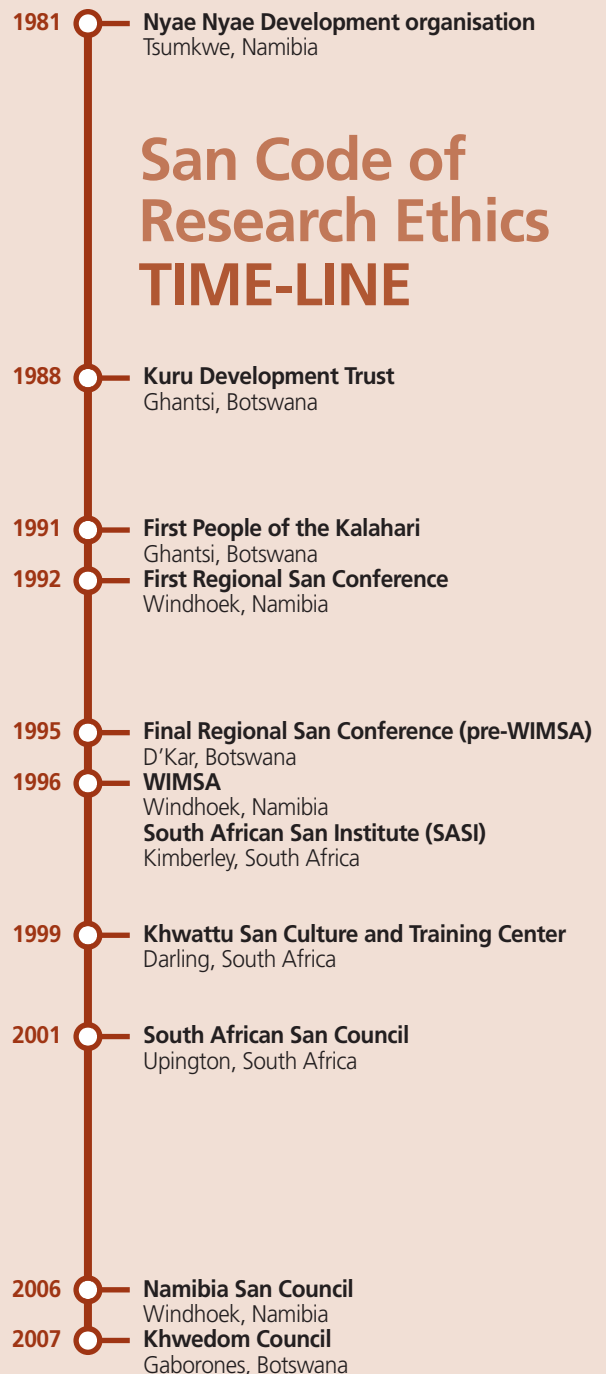 1981 Nyae Nyae Development organisation
Tsumkwe, Namibia
San Code of
Research Ethics
TIME-LINE
1988 Kuru Development Trust
Ghantsi, Botswana
1991 First People of the Kalahari
Ghantsi, Botswana
1992 First Regional San Conference
Windhoek, Namibia
1995 Final Regional San Conference (pre-WIMSA)
D'Kar, Botswana
1996 WIMSA
Windhoek, Namibia
South African San Institute (SASI)
Kimberley, South Africa
1999 Khwattu San Culture and Training Center
Darling, South Africa
2001 South African San Council
Upington, South Africa
2006 Namibia San Council
Windhoek, Namibia
2007 Khwedom Council
Gaborones, Botswana